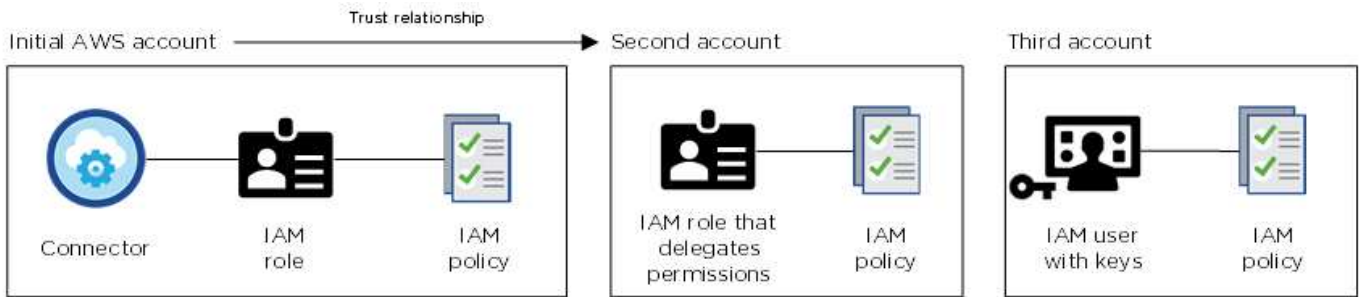 Trust relationship
Initial AWS account
Second account
Third account
Connector
IAM
role
IAM
policy
IAM role that
delegates
permissions
IAM
policy
IAM user
with keys
IAM
policy